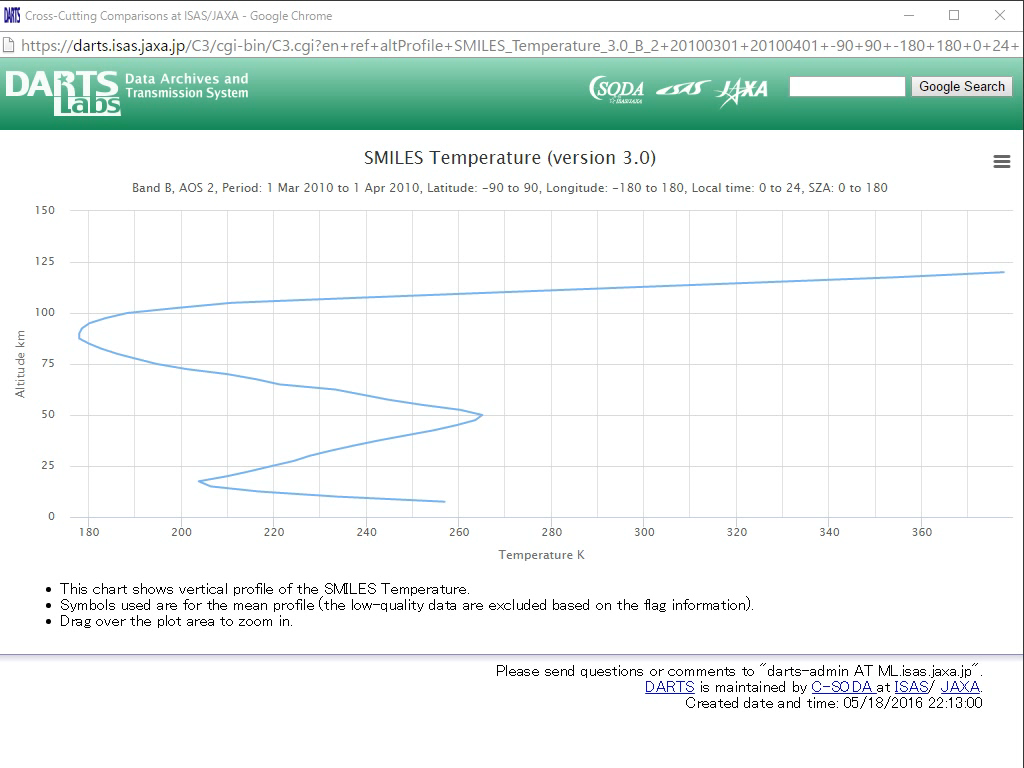 DARTS Cross-Cutting Comparisons at ISAS/JAXA - Google Chrome
https://darts.isas.jaxa.jp/C3/cgi-bin/C3.cgi?en+ref+altProfile+SMILES_Temperature_3.0_B_2+20100301+20100401+-90+90+-180+180+0+24+
DARTS Labs
Data Archives and
Transmission System
SODA ISAS JAXA
Google Search
SMILES Temperature (version 3.0)
Band B, AOS 2, Period: 1 Mar 2010 to 1 Apr 2010, Latitude: -90 to 90, Longitude: -180 to 180, Local time: 0 to 24, SZA: 0 to 180
150
125
100
75
50
25
0
Altitude km
180 200 220 240 260 280 300 320 340 360
Temperature K
• This chart shows vertical profile of the SMILES Temperature.
• Symbols used are for the mean profile (the low-quality data are excluded based on the flag information).
• Drag over the plot area to zoom in.
Please send questions or comments to "darts-admin AT ML.isas.jaxa.jp".
DARTS is maintained by C-SODA at ISAS/ JAXA.
Created date and time: 05/18/2016 22:13:00